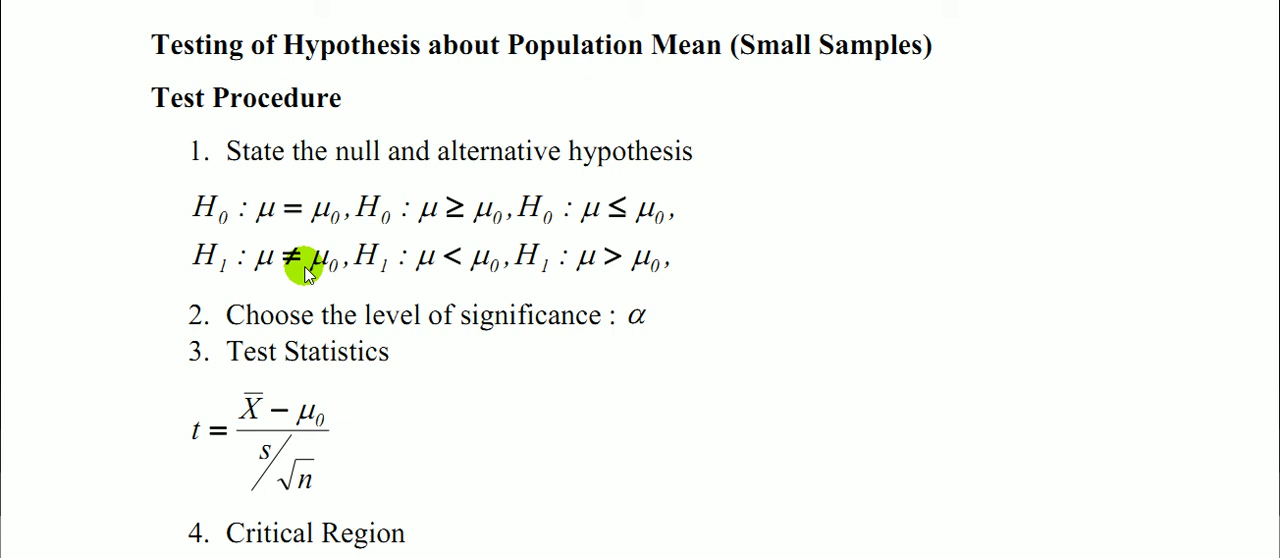 Testing of Hypothesis about Population Mean (Small Samples)
Test Procedure
1. State the null and alternative hypothesis
H₀ : μ = μ₀, H₀ : μ ≥ μ₀, H₀ : μ ≤ μ₀,
H₁ : μ ≠ μ₀, H₁ : μ < μ₀, H₁ : μ > μ₀,
2. Choose the level of significance : α
3. Test Statistics
t = (X̄ − μ₀) / (s/√n)
4. Critical Region